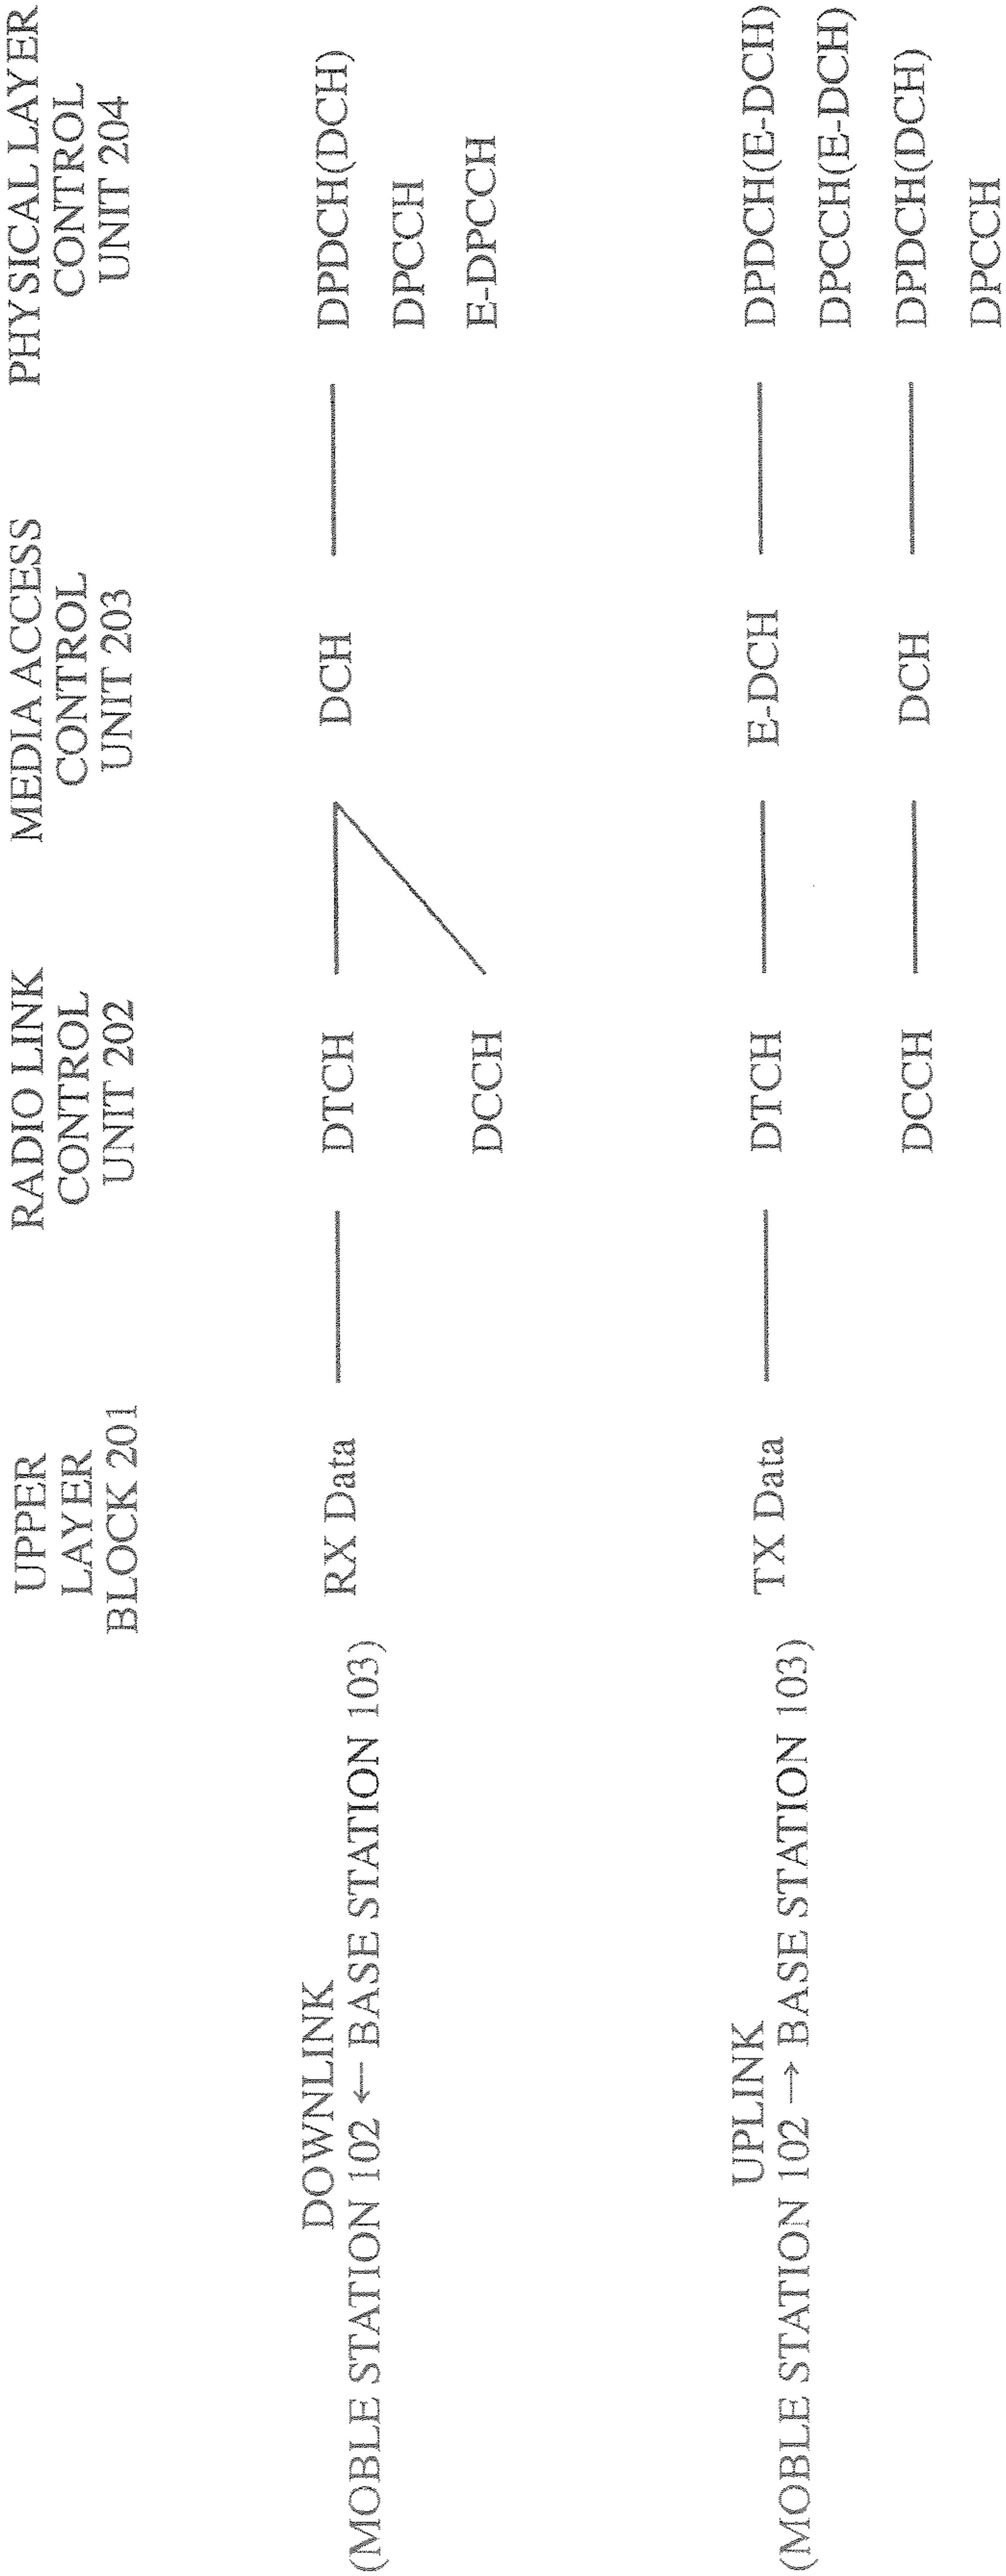 UPPER
LAYER
BLOCK 201
RADIO LINK
CONTROL
UNIT 202
MEDIA ACCESS
CONTROL
UNIT 203
PHYSICAL LAYER
CONTROL
UNIT 204
DOWNLINK
(MOBLE STATION 102 ← BASE STATION 103)
RX Data
DTCH
DCH
DPDCH(DCH)
DPCCH
DCCH
E-DPCCH
UPLINK
(MOBLE STATION 102 → BASE STATION 103)
TX Data
DTCH
E-DCH
DPDCH(E-DCH)
DPCCH(E-DCH)
DCCH
DCH
DPDCH(DCH)
DPCCH